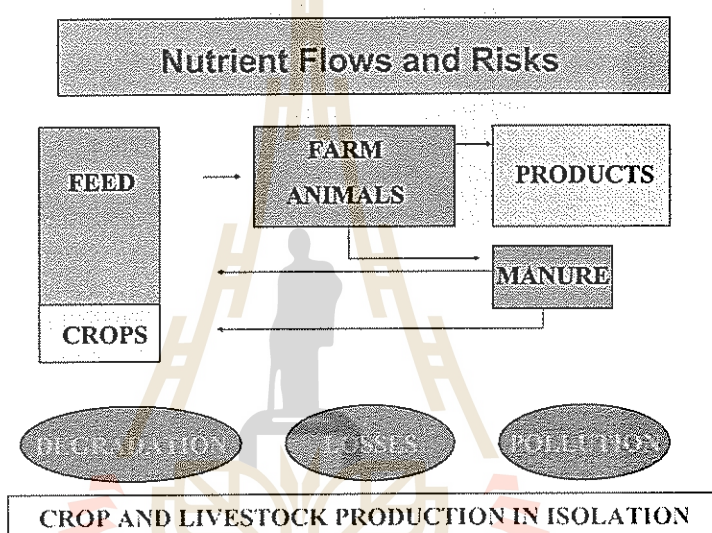 Nutrient Flows and Risks
FEED
FARM
ANIMALS
PRODUCTS
MANURE
CROPS
DEGRADATION
LOSSES
POLLUTION
CROP AND LIVESTOCK PRODUCTION IN ISOLATION